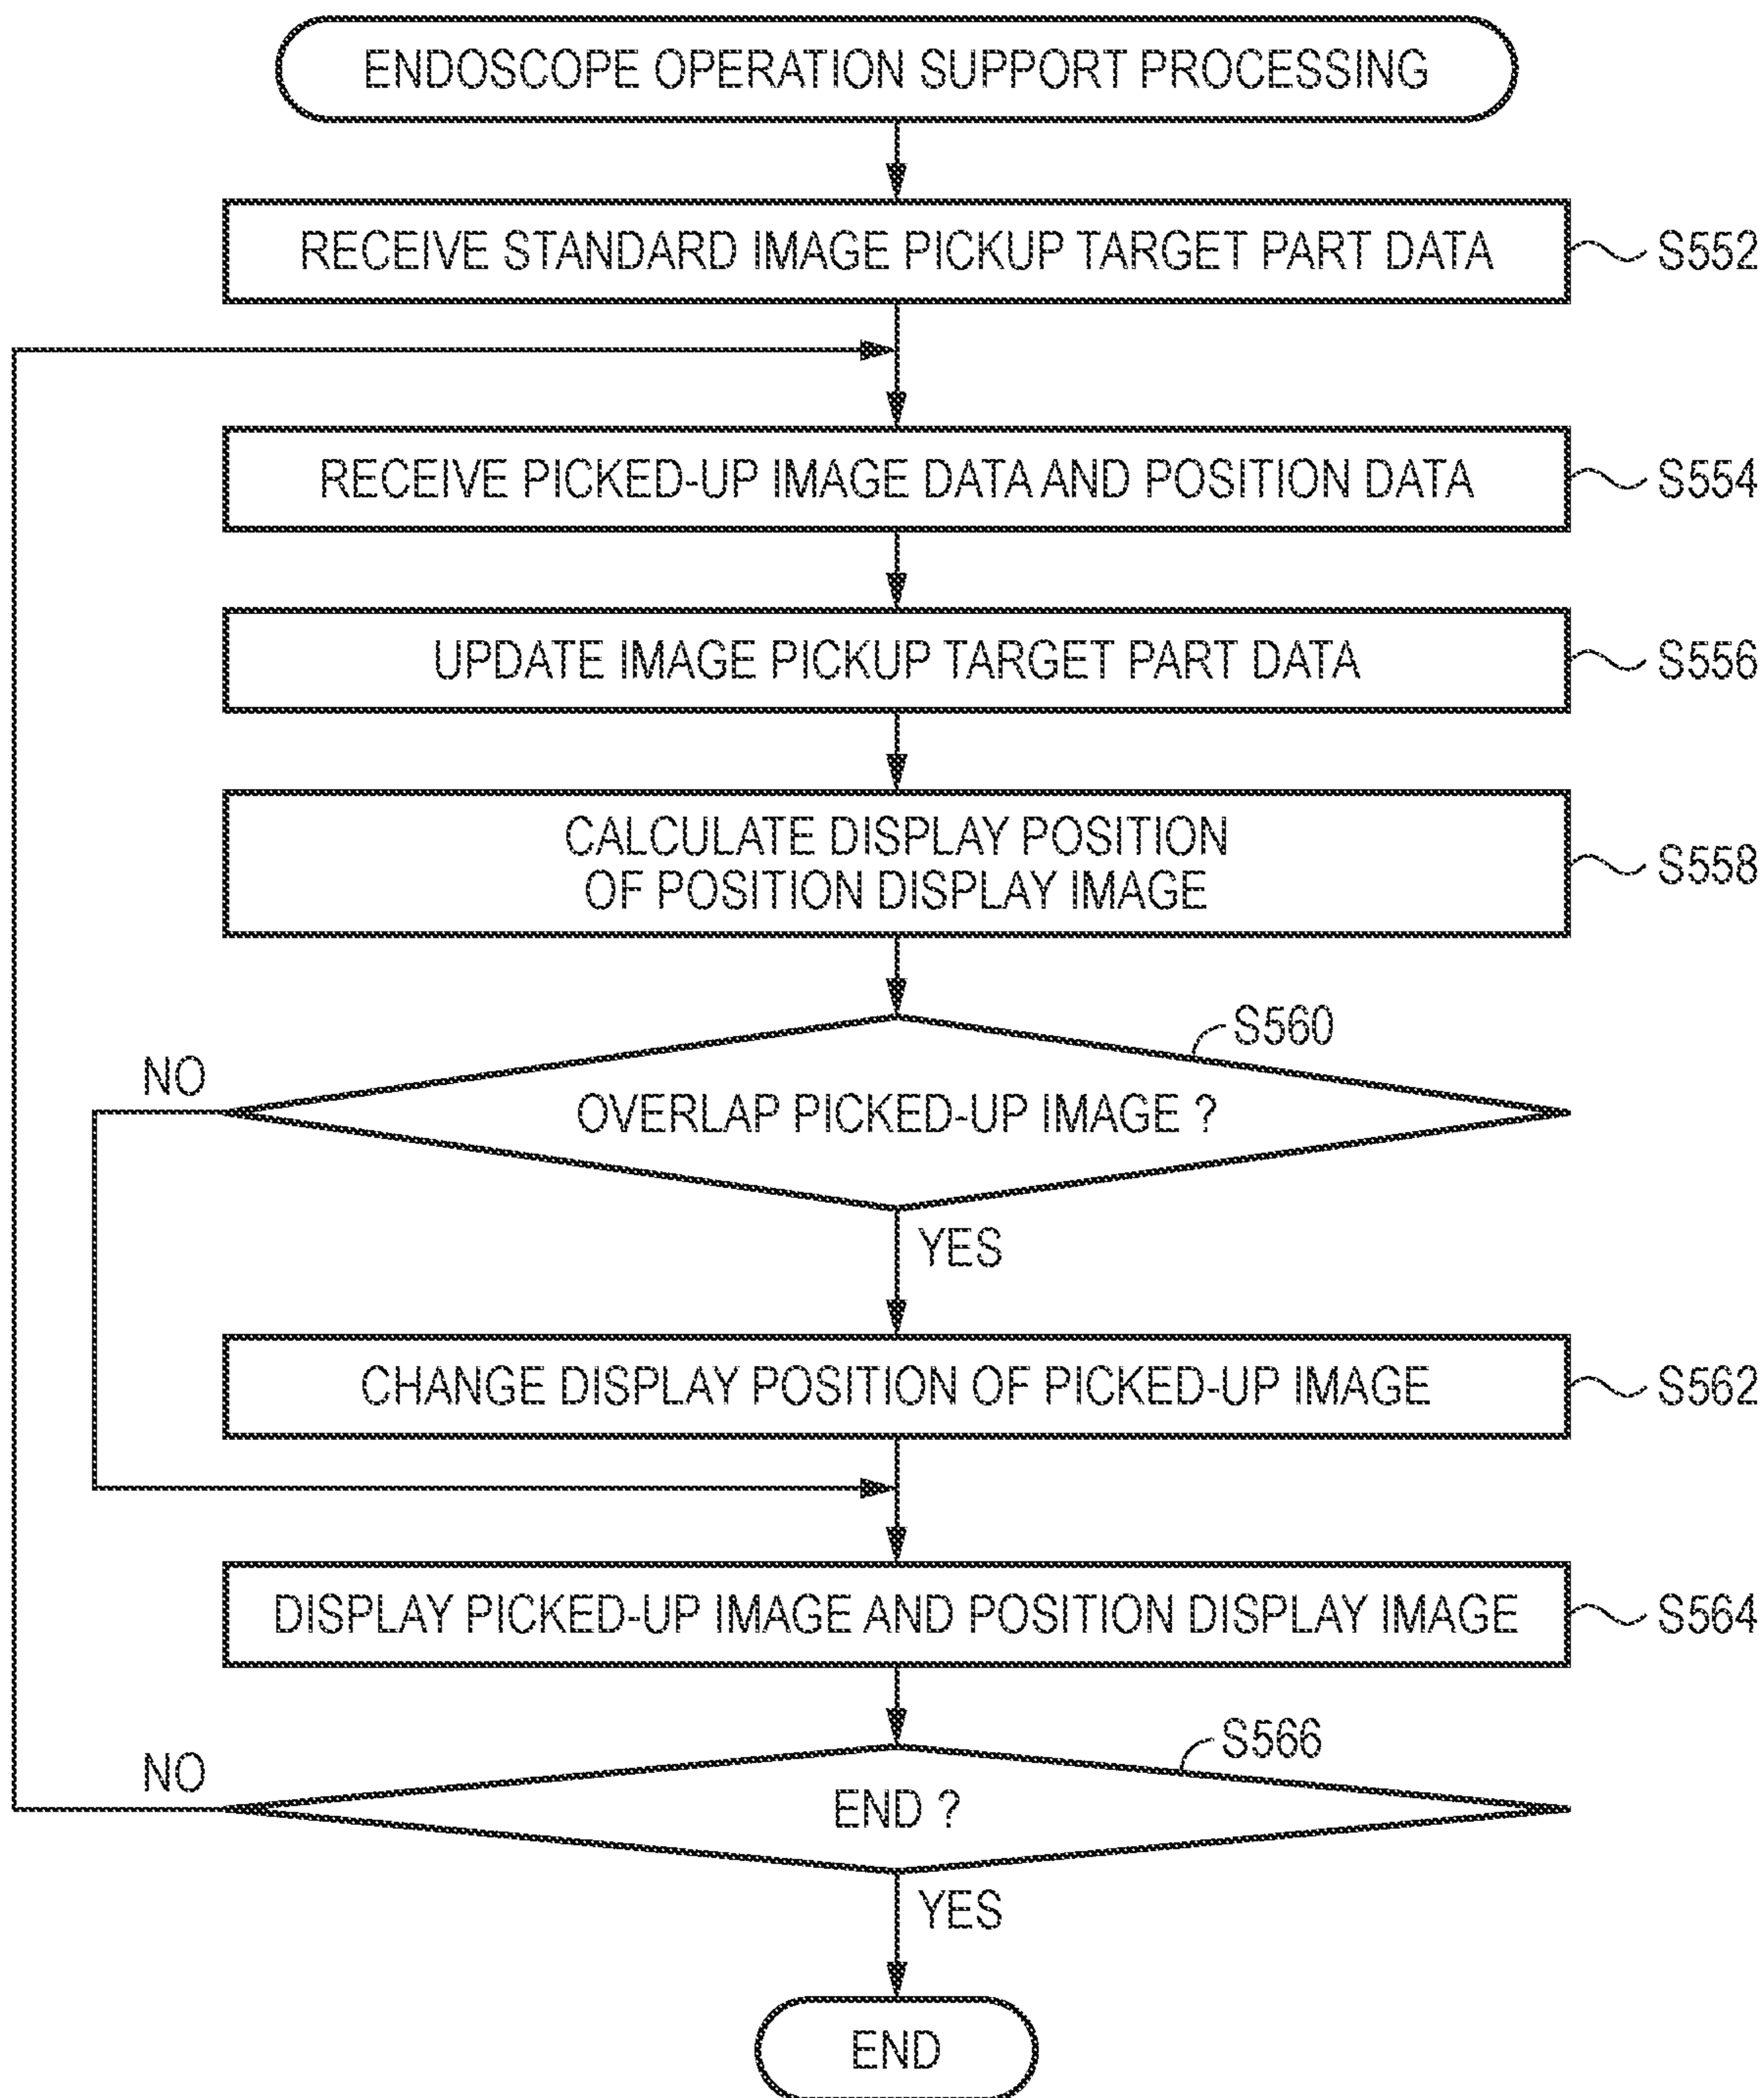 ENDOSCOPE OPERATION SUPPORT PROCESSING
RECEIVE STANDARD IMAGE PICKUP TARGET PART DATA
S552
RECEIVE PICKED-UP IMAGE DATA AND POSITION DATA
S554
UPDATE IMAGE PICKUP TARGET PART DATA
S556
CALCULATE DISPLAY POSITION
OF POSITION DISPLAY IMAGE
S558
S560
NO
OVERLAP PICKED-UP IMAGE ?
YES
CHANGE DISPLAY POSITION OF PICKED-UP IMAGE
S562
DISPLAY PICKED-UP IMAGE AND POSITION DISPLAY IMAGE
S564
S566
NO
END ?
YES
END